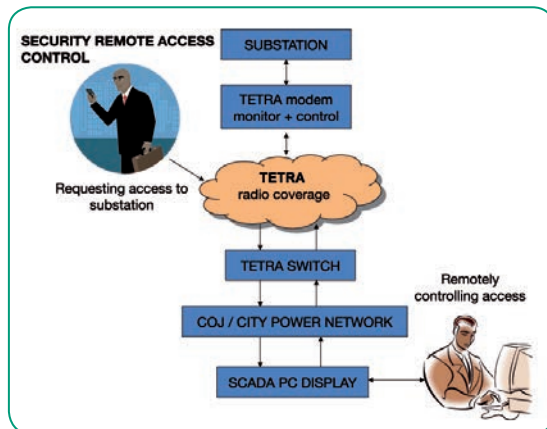 SECURITY REMOTE ACCESS
CONTROL
SUBSTATION
TETRA modem
monitor + control
Requesting access to
substation
TETRA
radio coverage
TETRA SWITCH
COJ / CITY POWER NETWORK
SCADA PC DISPLAY
Remotely
controlling access